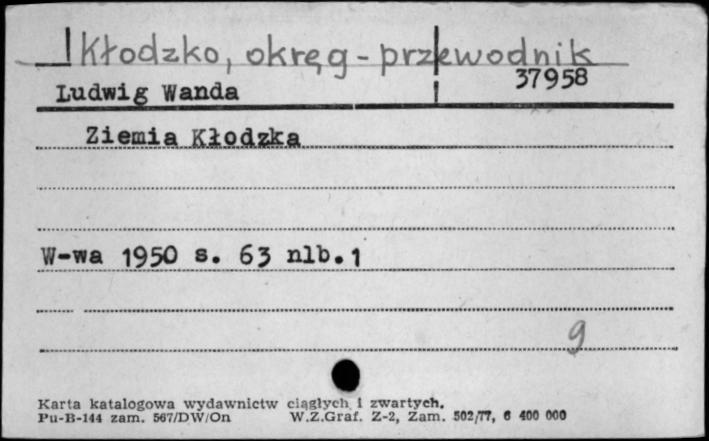 Kłodzko, okręg - przewodnik
37958
Ludwig Wanda
Ziemia Kłodzka
W-wa 1950 s. 63 nlb.1
9
Karta katalogowa wydawnictw ciągłych i zwartych.
Pu-B-144 zam. 567/DW/On W.Z.Graf. Z-2, Zam. 502/77, 6 400 000